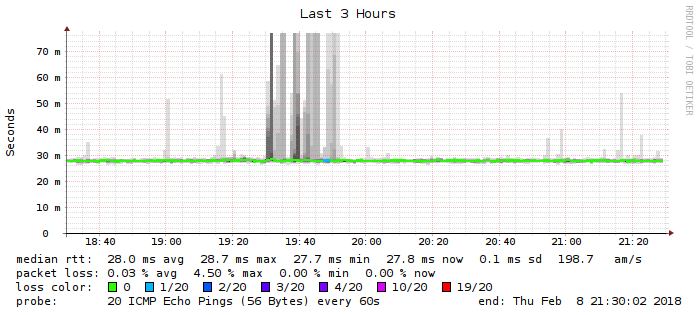 Last 3 Hours
RRDTOOL / TOBI OETIKER
Seconds
70 m
60 m
50 m
40 m
30 m
20 m
10 m
0
18:40 19:00 19:20 19:40 20:00 20:20 20:40 21:00 21:20
median rtt: 28.0 ms avg 28.7 ms max 27.7 ms min 27.8 ms now 0.1 ms sd 198.7 am/s
packet loss: 0.03 % avg 4.50 % max 0.00 % min 0.00 % now
loss color: 0 1/20 2/20 3/20 4/20 10/20 19/20
probe: 20 ICMP Echo Pings (56 Bytes) every 60s end: Thu Feb 8 21:30:02 2018